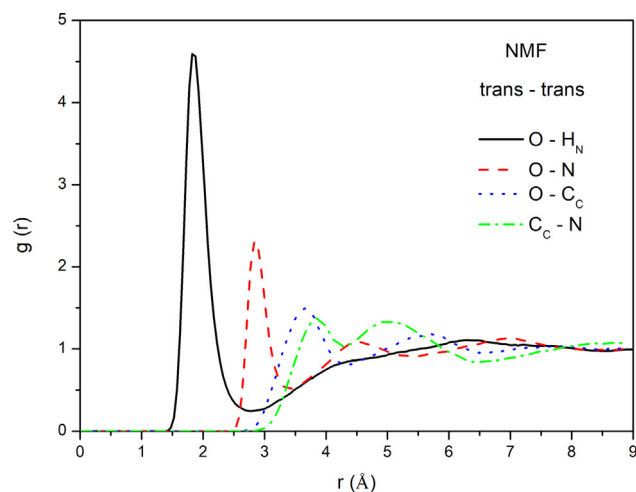 NMF
trans - trans
O - H_N
O - N
O - C_C
C_C - N
g (r)
5
4
3
2
1
0
0 1 2 3 4 5 6 7 8 9
r (Å)